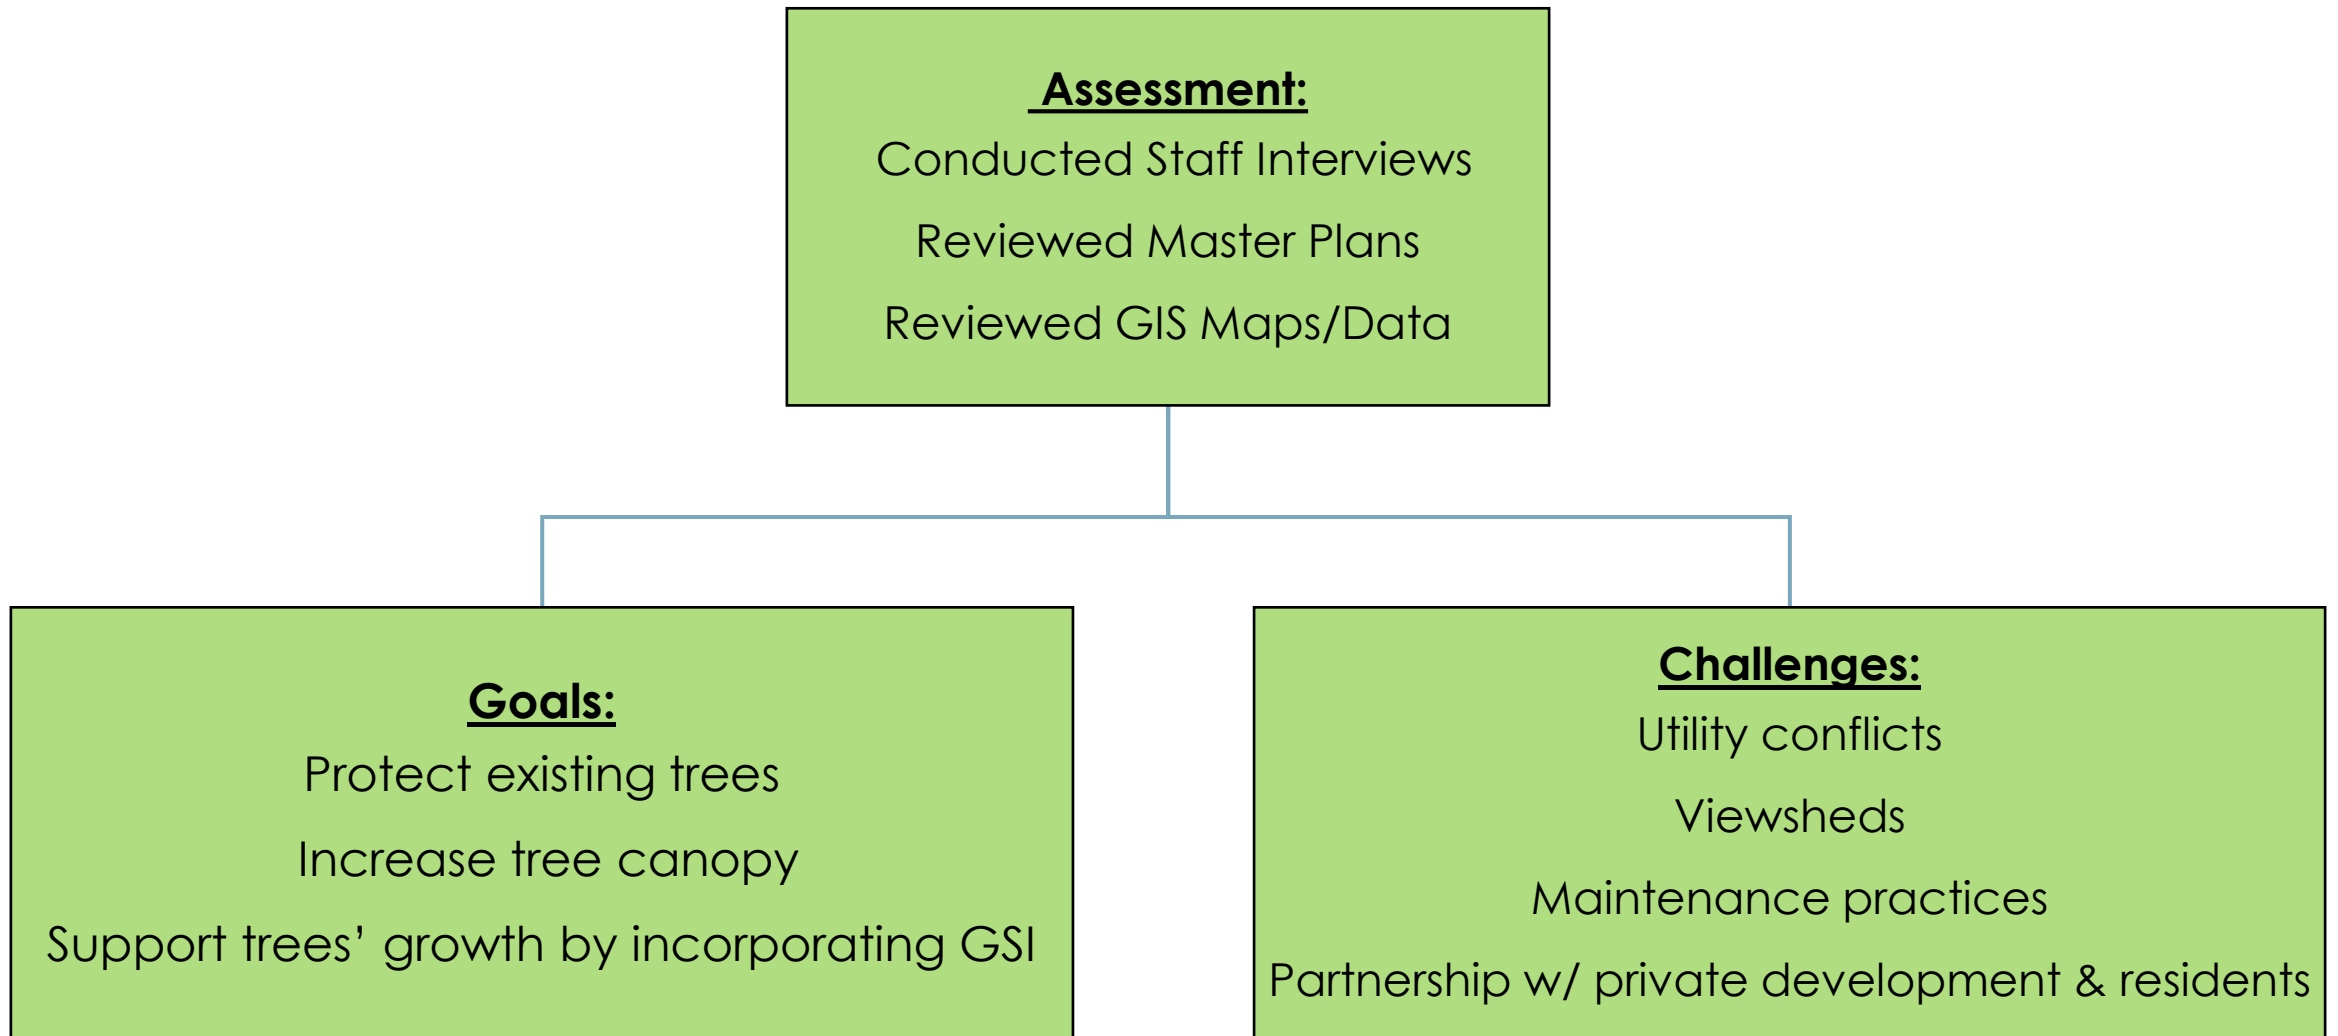 Assessment:
Conducted Staff Interviews
Reviewed Master Plans
Reviewed GIS Maps/Data
Goals:
Protect existing trees
Increase tree canopy
Support trees’ growth by incorporating GSI
Challenges:
Utility conflicts
Viewsheds
Maintenance practices
Partnership w/ private development & residents